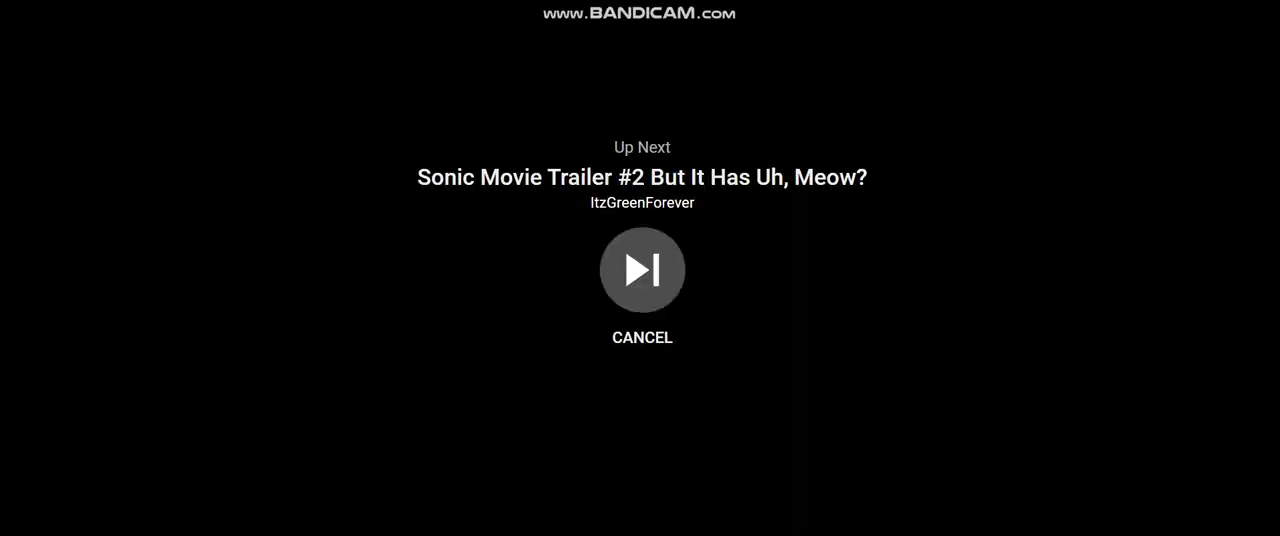 www.BANDICAM.com
Up Next
Sonic Movie Trailer #2 But It Has Uh, Meow?
ItzGreenForever
CANCEL